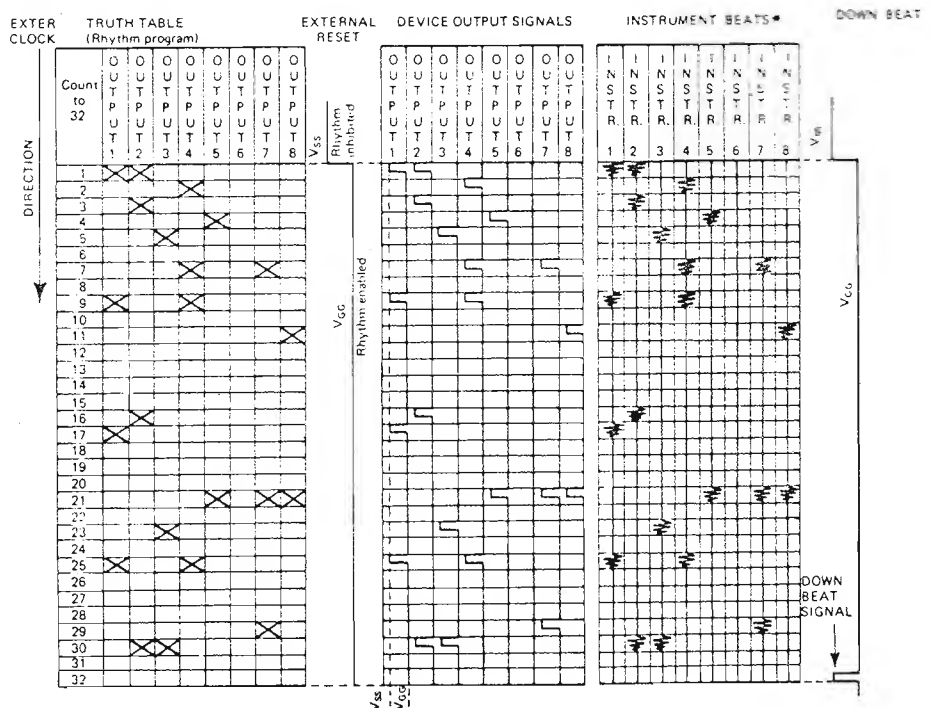 EXTER CLOCK
TRUTH TABLE
(Rhythm program)
EXTERNAL RESET
DEVICE OUTPUT SIGNALS
INSTRUMENT BEATS*
DOWN BEAT
Count to 32
OUTPUT 1
OUTPUT 2
OUTPUT 3
OUTPUT 4
OUTPUT 5
OUTPUT 6
OUTPUT 7
OUTPUT 8
VSS
Rhythm inhibited
OUTPUT 1
OUTPUT 2
OUTPUT 3
OUTPUT 4
OUTPUT 5
OUTPUT 6
OUTPUT 7
OUTPUT 8
INSTR. 1
INSTR. 2
INSTR. 3
INSTR. 4
INSTR. 5
INSTR. 6
INSTR. 7
INSTR. 8
DIRECTION
1
2
3
4
5
6
7
8
9
10
11
12
13
14
15
16
17
18
19
20
21
22
23
24
25
26
27
28
29
30
31
32
VGG
Rhythm enabled
VGG
DOWN
BEAT
SIGNAL
VSS
VGG